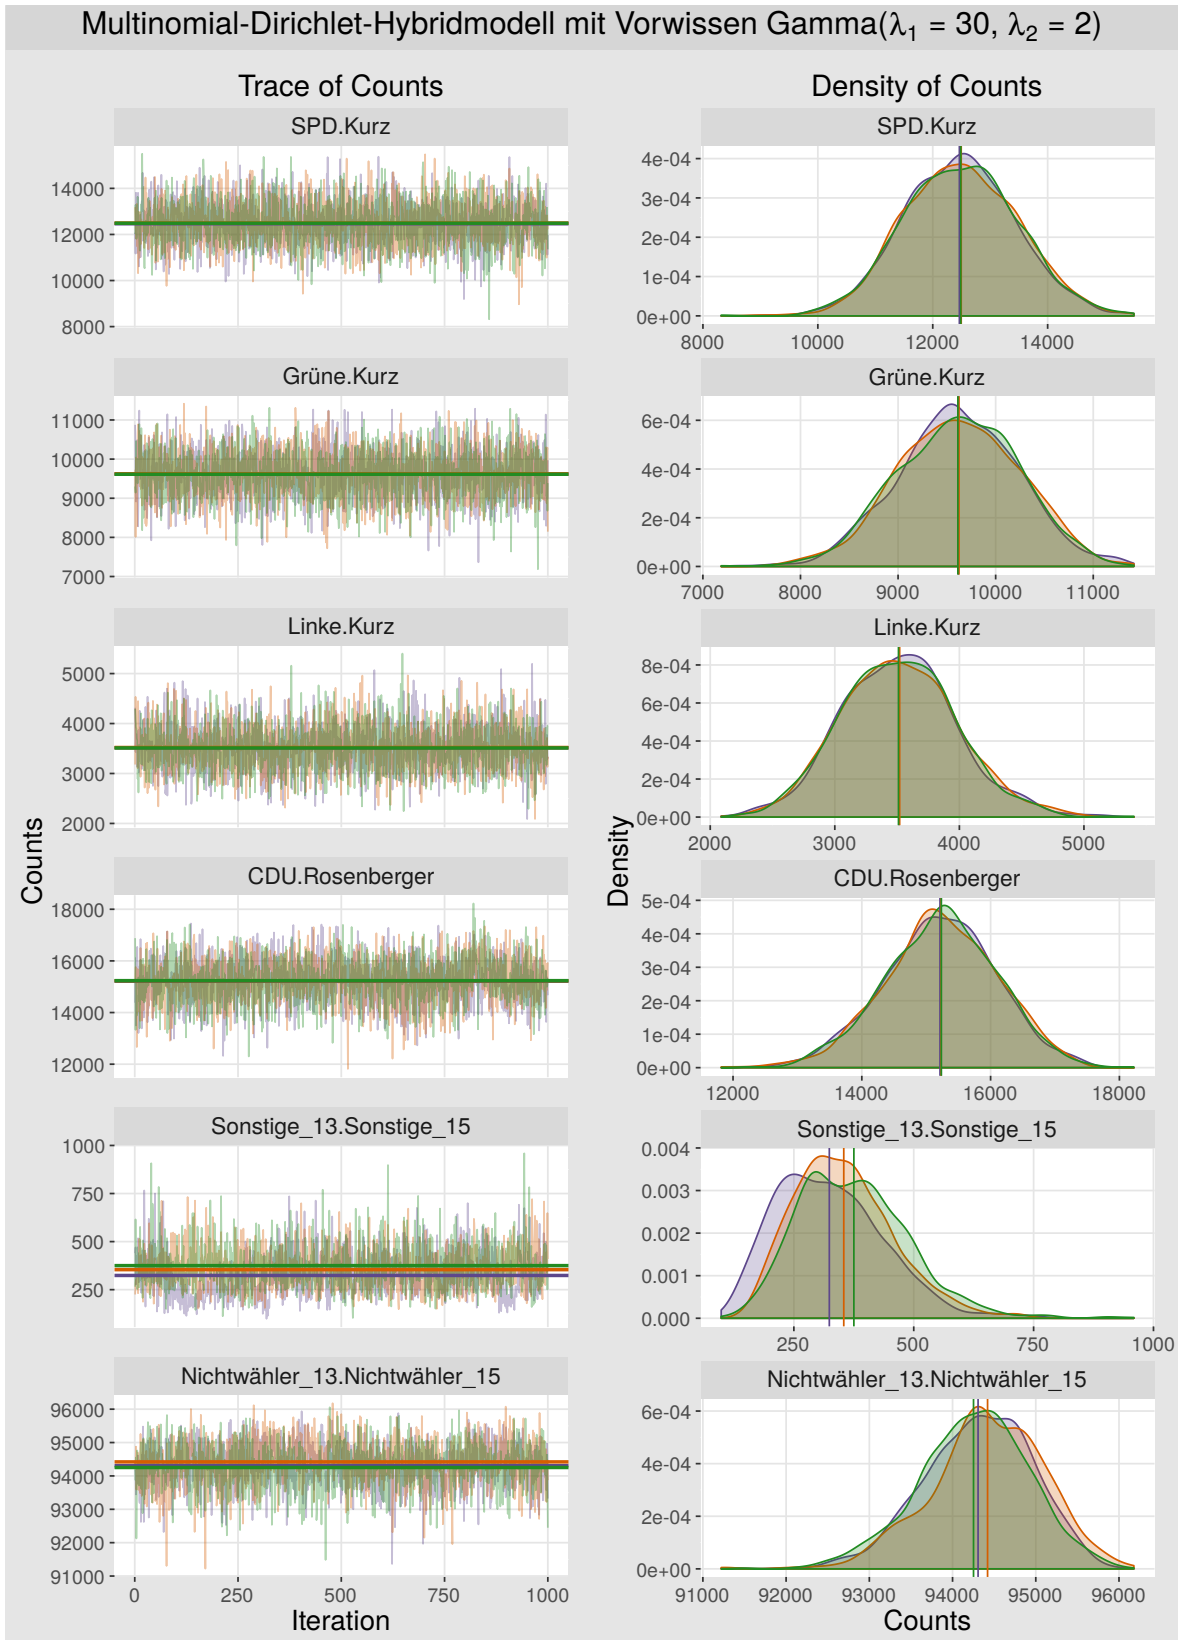 Multinomial-Dirichlet-Hybridmodell mit Vorwissen Gamma(λ₁ = 30, λ₂ = 2)
Trace of Counts
Counts
SPD.Kurz
14000
12000
10000
8000
Grüne.Kurz
11000
10000
9000
8000
7000
Linke.Kurz
5000
4000
3000
2000
CDU.Rosenberger
18000
16000
14000
12000
Sonstige_13.Sonstige_15
1000
750
500
250
Nichtwähler_13.Nichtwähler_15
96000
95000
94000
93000
92000
91000
0 250 500 750 1000
Iteration
Density of Counts
Density
SPD.Kurz
4e-04
3e-04
2e-04
1e-04
0e+00
8000 10000 12000 14000
Grüne.Kurz
6e-04
4e-04
2e-04
0e+00
7000 8000 9000 10000 11000
Linke.Kurz
8e-04
6e-04
4e-04
2e-04
0e+00
2000 3000 4000 5000
CDU.Rosenberger
5e-04
4e-04
3e-04
2e-04
1e-04
0e+00
12000 14000 16000 18000
Sonstige_13.Sonstige_15
0.004
0.003
0.002
0.001
0.000
250 500 750 1000
Nichtwähler_13.Nichtwähler_15
6e-04
4e-04
2e-04
0e+00
91000 92000 93000 94000 95000 96000
Counts